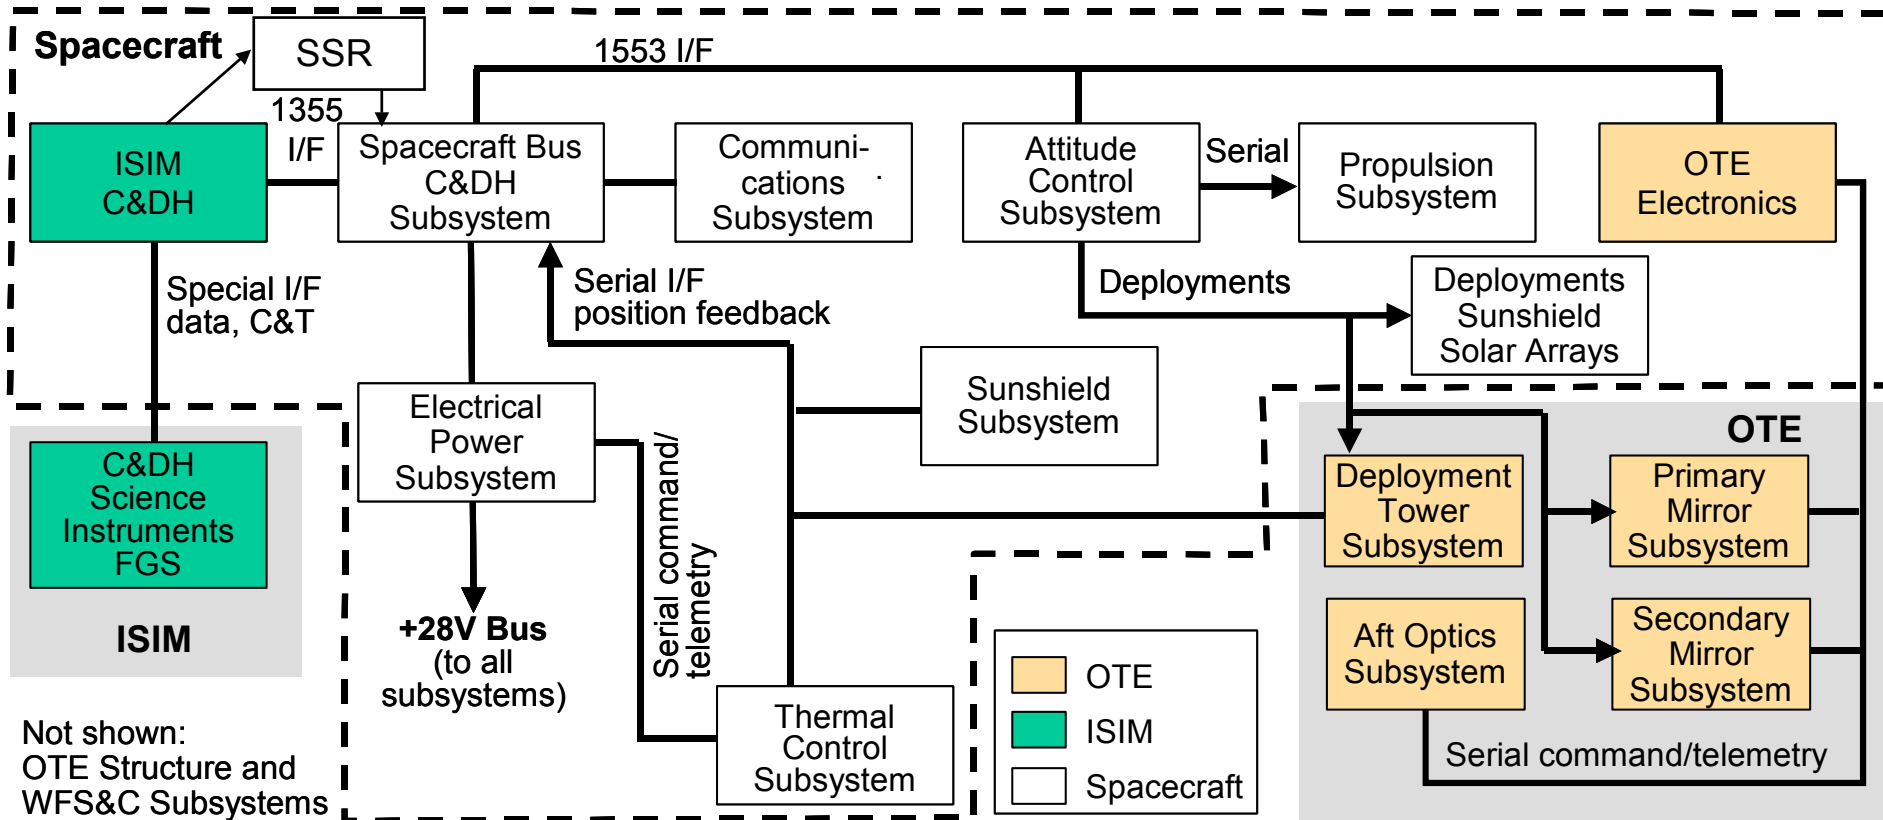 Spacecraft
SSR
1553 I/F
1355
I/F
ISIM
C&DH
Spacecraft Bus
C&DH
Subsystem
Communi-
cations
Subsystem
Attitude
Control
Subsystem
Serial
Propulsion
Subsystem
OTE
Electronics
Special I/F
data, C&T
Serial I/F
position feedback
Deployments
Deployments
Sunshield
Solar Arrays
Electrical
Power
Subsystem
Sunshield
Subsystem
OTE
C&DH
Science
Instruments
FGS
ISIM
Serial command/
telemetry
Deployment
Tower
Subsystem
Primary
Mirror
Subsystem
+28V Bus
(to all
subsystems)
Aft Optics
Subsystem
Secondary
Mirror
Subsystem
OTE
ISIM
Spacecraft
Thermal
Control
Subsystem
Serial command/telemetry
Not shown:
OTE Structure and
WFS&C Subsystems